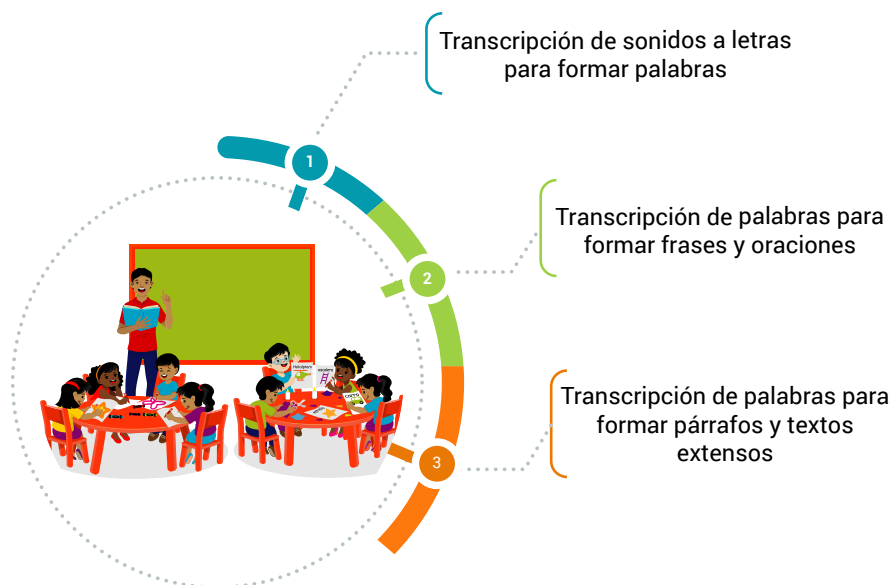 1
Transcripción de sonidos a letras
para formar palabras
2
Transcripción de palabras para
formar frases y oraciones
3
Transcripción de palabras para
formar párrafos y textos
extensos
carro